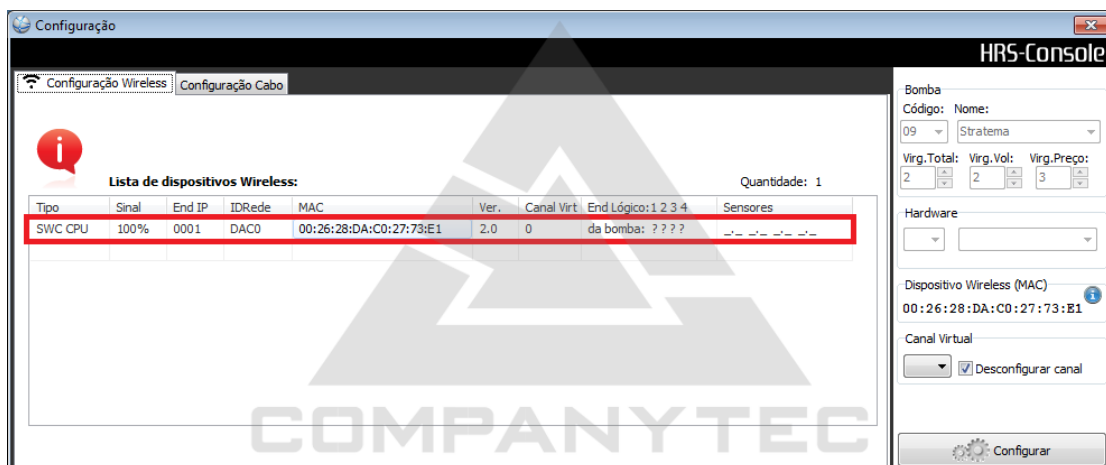 Configuração
HRS-Console
Configuração Wireless
Configuração Cabo
Lista de dispositivos Wireless:
Quantidade: 1
Tipo Sinal End IP IDRede MAC Ver. Canal Virt End Lógico:1 2 3 4 Sensores
SWC CPU 100% 0001 DAC0 00:26:28:DA:C0:27:73:E1 2.0 0 da bomba: ? ? ? ? _._ _._ _._ _._
Bomba
Código: Nome:
09 Stratema
Virg.Total: Virg.Vol: Virg.Preço:
2 2 3
Hardware
Dispositivo Wireless (MAC)
00:26:28:DA:C0:27:73:E1
Canal Virtual
Desconfigurar canal
Configurar
COMPANYTEC